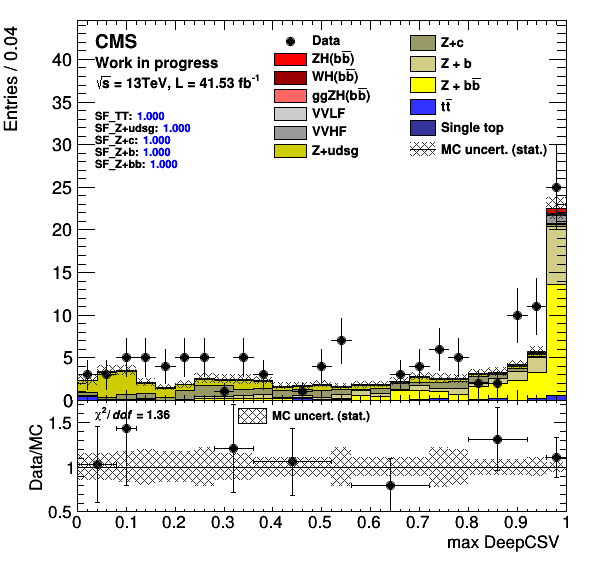 CMS
Work in progress
√s = 13TeV, L = 41.53 fb⁻¹
SF_TT: 1.000
SF_Z+udsg: 1.000
SF_Z+c: 1.000
SF_Z+b: 1.000
SF_Z+bb: 1.000
Data
ZH(bb̅)
WH(bb̅)
ggZH(bb̅)
VVLF
VVHF
Z+udsg
Z+c
Z + b
Z + bb̅
tt̅
Single top
MC uncert. (stat.)
Entries / 0.04
40
35
30
25
20
15
10
5
0
χ²/dof = 1.36
MC uncert. (stat.)
Data/MC
1.5
1
0.5
0 0.1 0.2 0.3 0.4 0.5 0.6 0.7 0.8 0.9 1
max DeepCSV